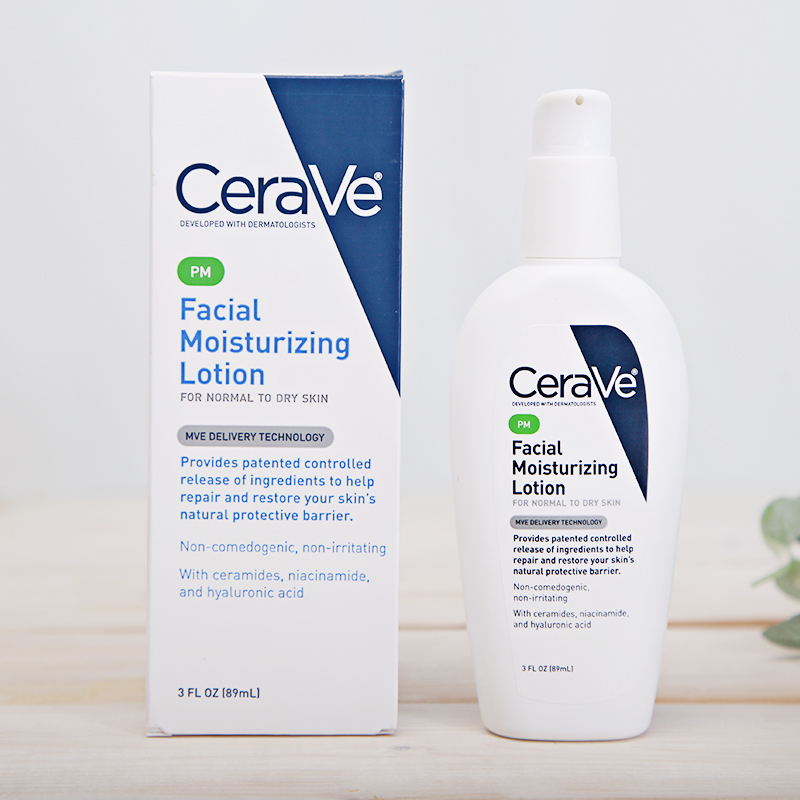 CeraVe®
DEVELOPED WITH DERMATOLOGISTS
PM
Facial
Moisturizing
Lotion
FOR NORMAL TO DRY SKIN
MVE DELIVERY TECHNOLOGY
Provides patented controlled
release of ingredients to help
repair and restore your skin's
natural protective barrier.
Non-comedogenic, non-irritating
With ceramides, niacinamide,
and hyaluronic acid
3 FL OZ (89mL)
CeraVe®
DEVELOPED WITH DERMATOLOGISTS
PM
Facial
Moisturizing
Lotion
FOR NORMAL TO DRY SKIN
MVE DELIVERY TECHNOLOGY
Provides patented controlled
release of ingredients to help
repair and restore your skin's
natural protective barrier.
Non-comedogenic,
non-irritating
With ceramides, niacinamide,
and hyaluronic acid
3 FL OZ (89mL)